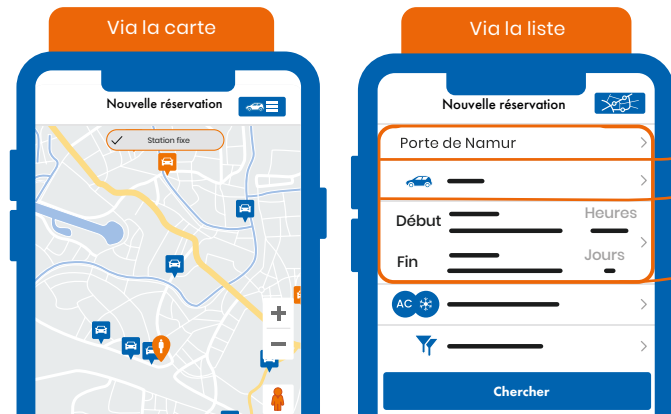 Via la carte
Nouvelle réservation
Station fixe
Via la liste
Nouvelle réservation
Porte de Namur
Début
Heures
Fin
Jours
AC
Chercher